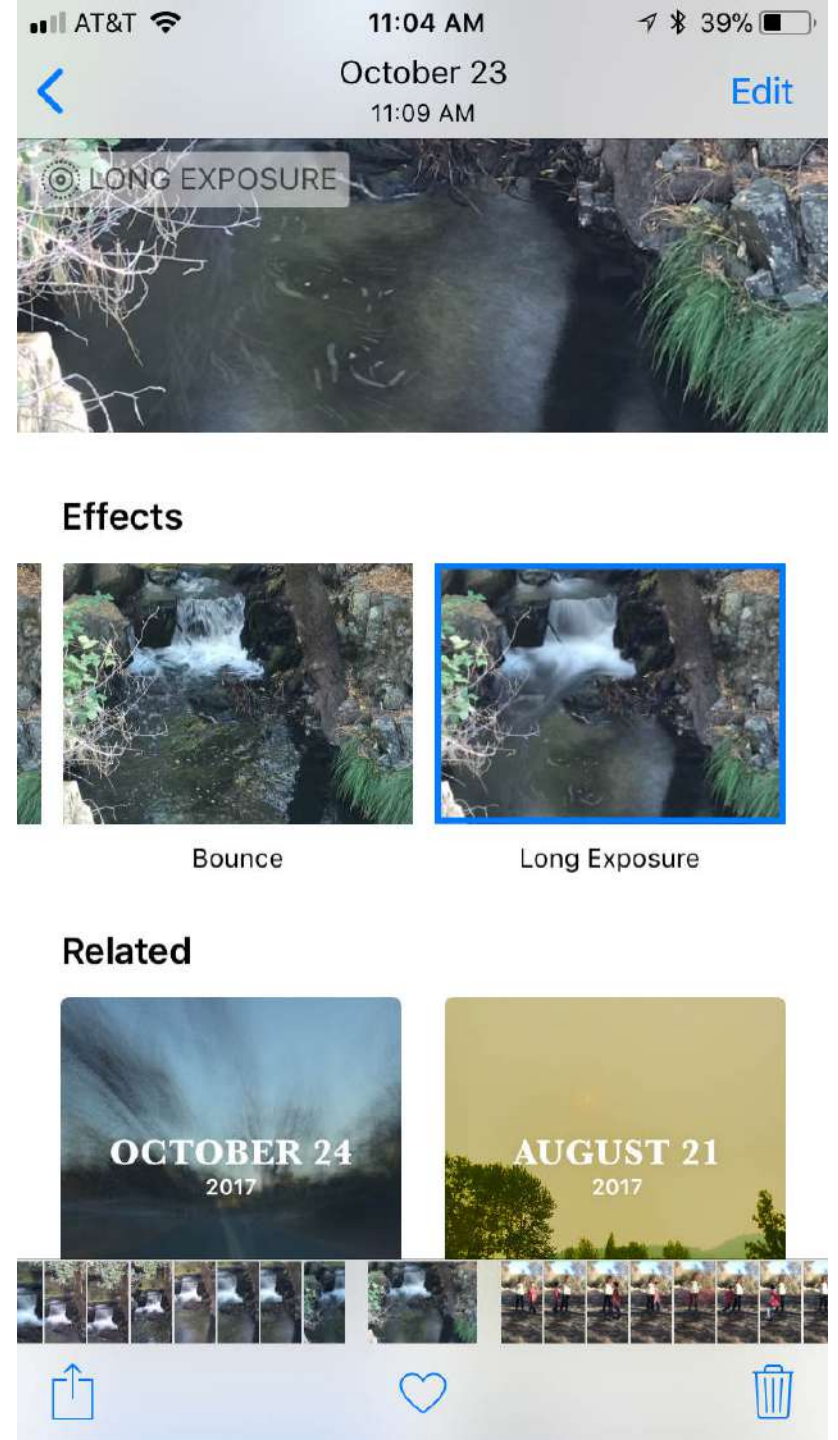 AT&T 11:04 AM 39%
October 23
11:09 AM
Edit
LONG EXPOSURE
Effects
Bounce Long Exposure
Related
OCTOBER 24
2017
AUGUST 21
2017